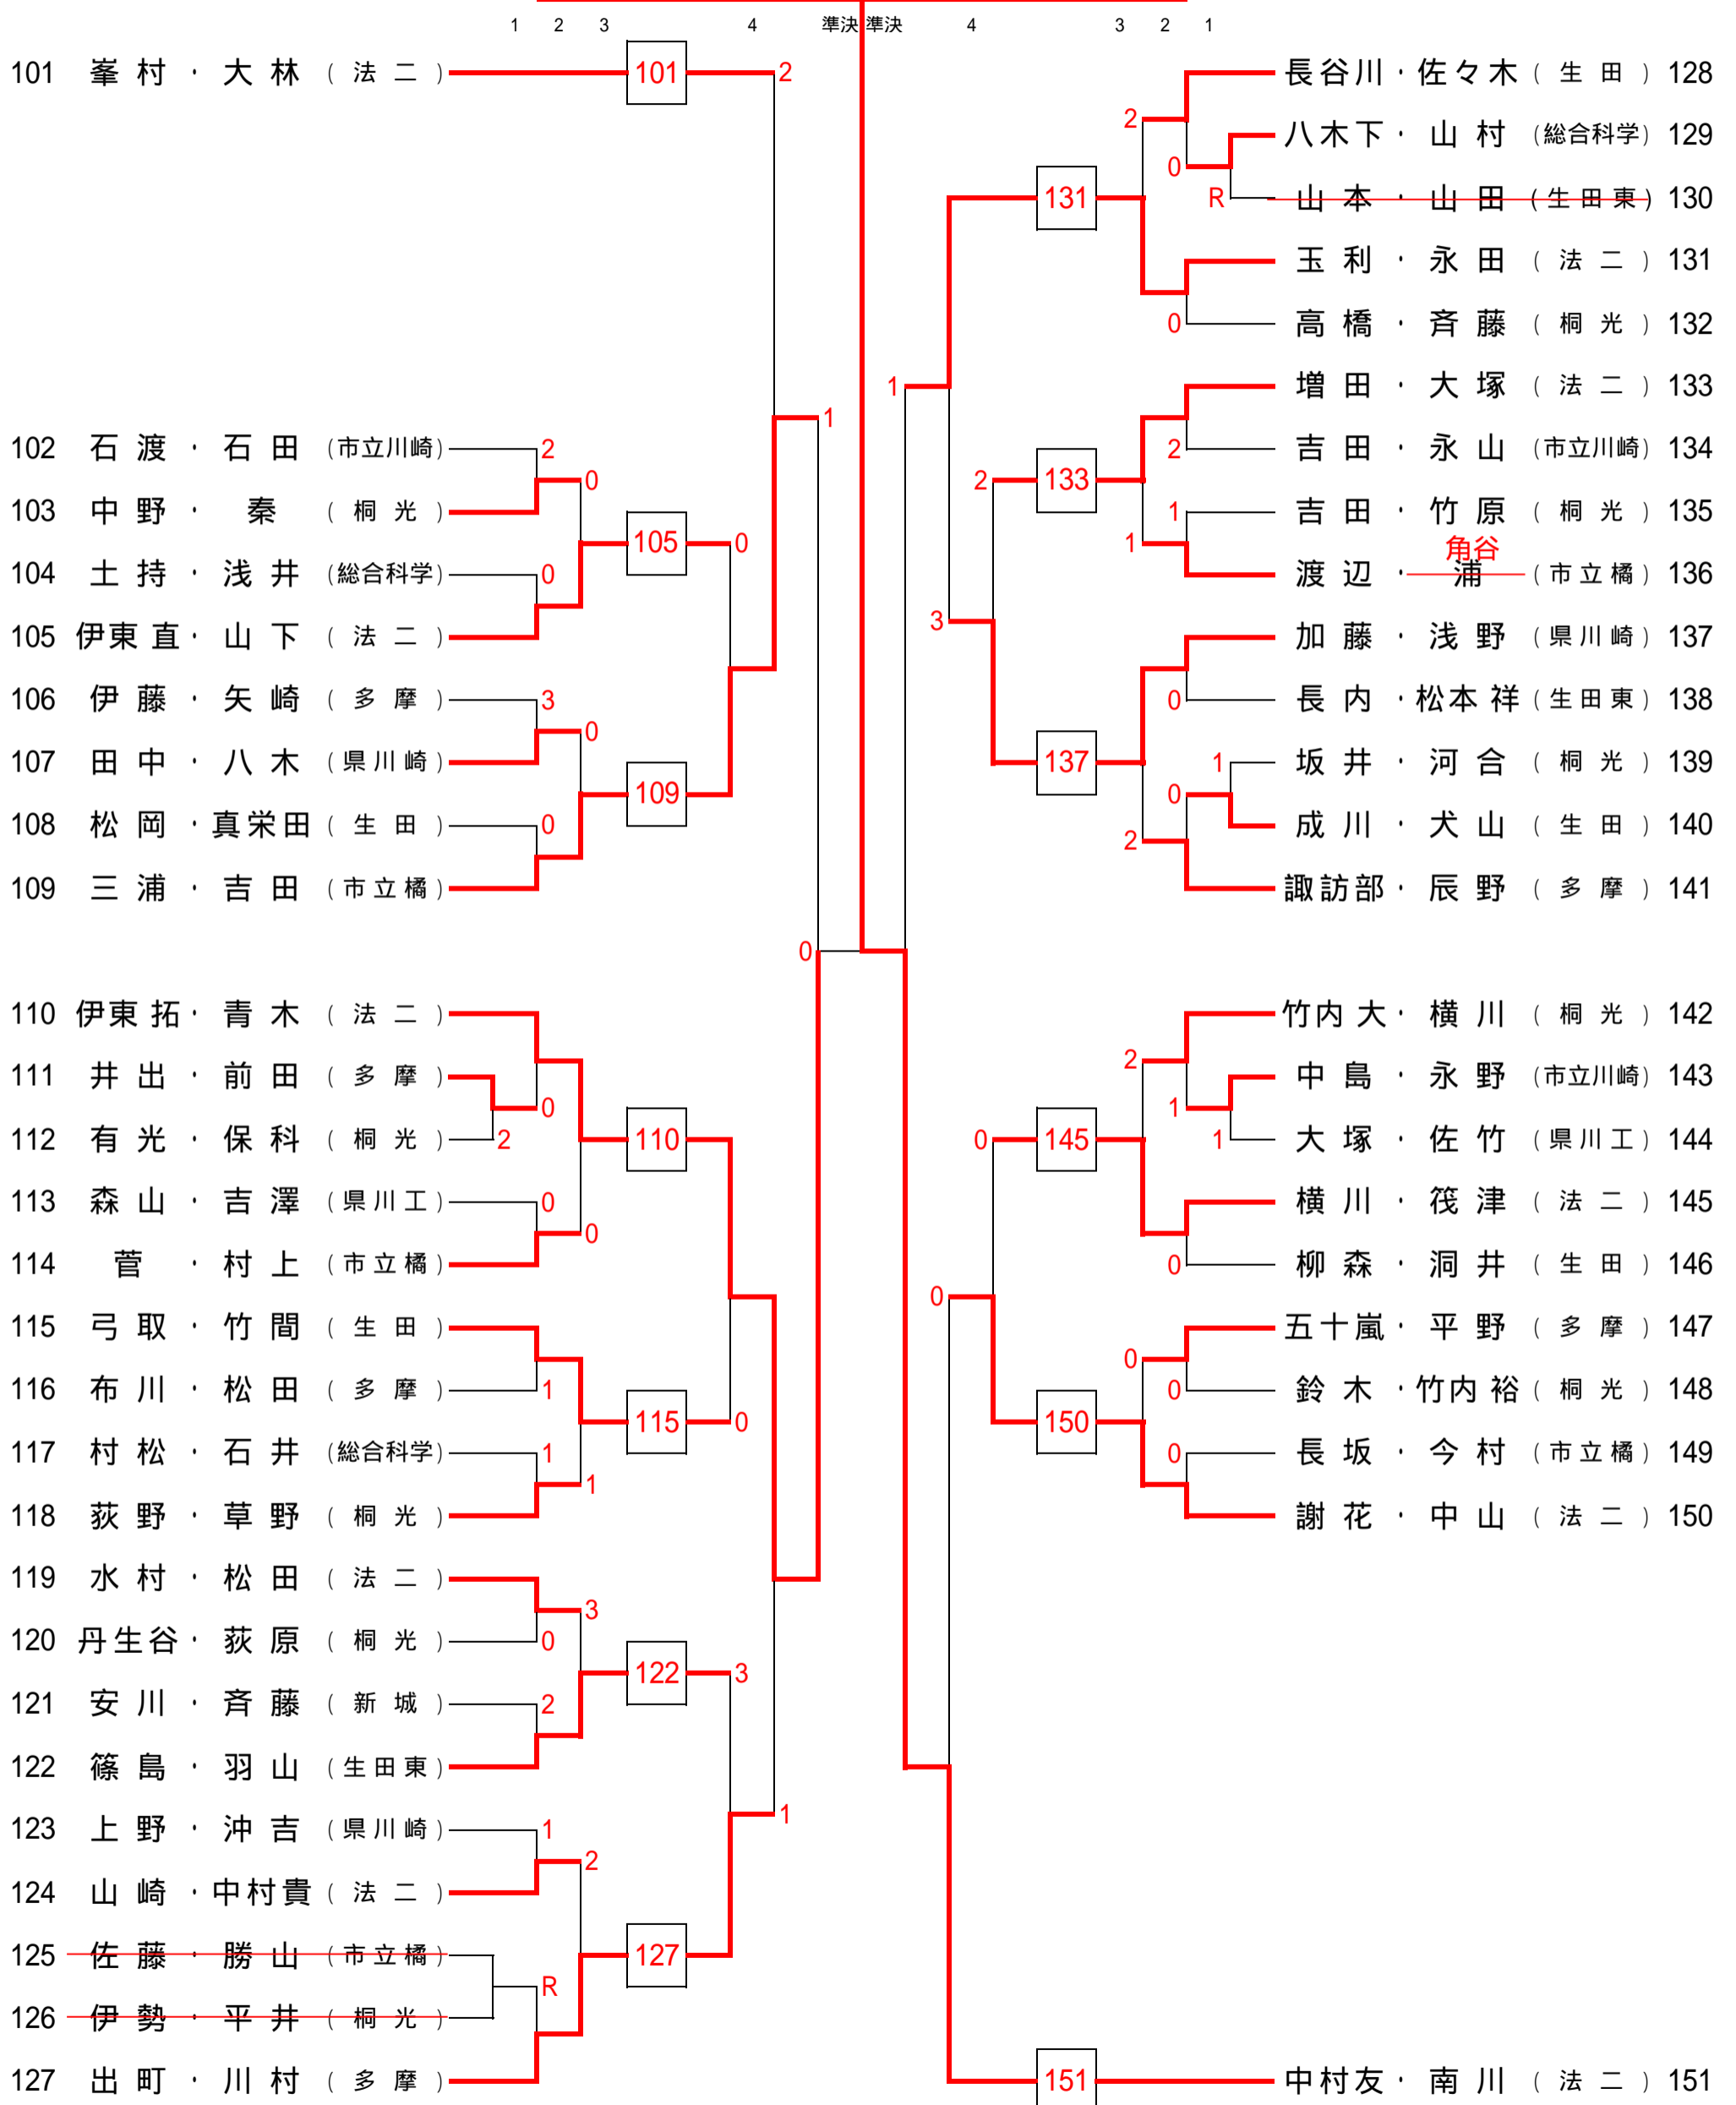 1 2 3 4 準決 準決 4 3 2 1
101 峯村・大林 (法二) 101 2
102 石渡・石田 (市立川崎) 2
0
103 中野・秦 (桐光)
105 0
104 土持・浅井 (総合科学) 0
105 伊東直・山下 (法二)
1
106 伊藤・矢崎 (多摩) 3
0
107 田中・八木 (県川崎)
109
108 松岡・真栄田 (生田) 0
109 三浦・吉田 (市立橘)
0
110 伊東拓・青木 (法二)
111 井出・前田 (多摩)
0
112 有光・保科 (桐光) 2
110
113 森山・吉澤 (県川工) 0
0
114 菅・村上 (市立橘)
115 弓取・竹間 (生田)
116 布川・松田 (多摩) 1
115 0
117 村松・石井 (総合科学) 1
1
118 荻野・草野 (桐光)
119 水村・松田 (法二)
3
120 丹生谷・荻原 (桐光) 0
122 3
121 安川・斉藤 (新城) 2
122 篠島・羽山 (生田東)
1
123 上野・沖吉 (県川崎) 1
2
124 山崎・中村貴 (法二)
125 佐藤・勝山 (市立橘)
127
R
126 伊勢・平井 (桐光)
127 出町・川村 (多摩)
長谷川・佐々木 (生田) 128
2
八木下・山村 (総合科学) 129
0
131
R 山本・山田 (生田東) 130
玉利・永田 (法二) 131
0 高橋・斉藤 (桐光) 132
1
増田・大塚 (法二) 133
2 吉田・永山 (市立川崎) 134
2 133
1 吉田・竹原 (桐光) 135
1
角谷
渡辺・浦 (市立橘) 136
3
加藤・浅野 (県川崎) 137
0 長内・松本祥 (生田東) 138
137
1 坂井・河合 (桐光) 139
0
成川・犬山 (生田) 140
2
諏訪部・辰野 (多摩) 141
竹内大・横川 (桐光) 142
2
中島・永野 (市立川崎) 143
1
0 145
1 大塚・佐竹 (県川工) 144
横川・筏津 (法二) 145
0 柳森・洞井 (生田) 146
0
五十嵐・平野 (多摩) 147
0
0 鈴木・竹内裕 (桐光) 148
150
0 長坂・今村 (市立橘) 149
謝花・中山 (法二) 150
151 中村友・南川 (法二) 151